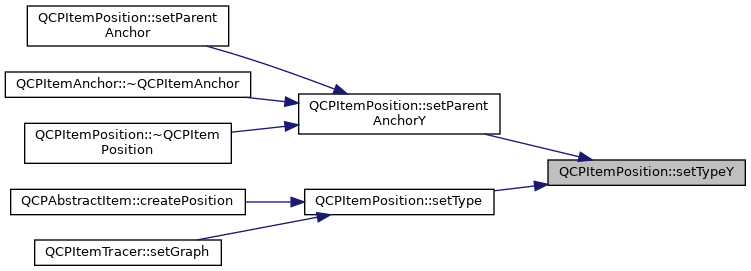 QCPItemPosition::setParent
Anchor
QCPItemAnchor::~QCPItemAnchor
QCPItemPosition::~QCPItem
Position
QCPItemPosition::setParent
AnchorY
QCPItemPosition::setTypeY
QCPAbstractItem::createPosition
QCPItemPosition::setType
QCPItemTracer::setGraph